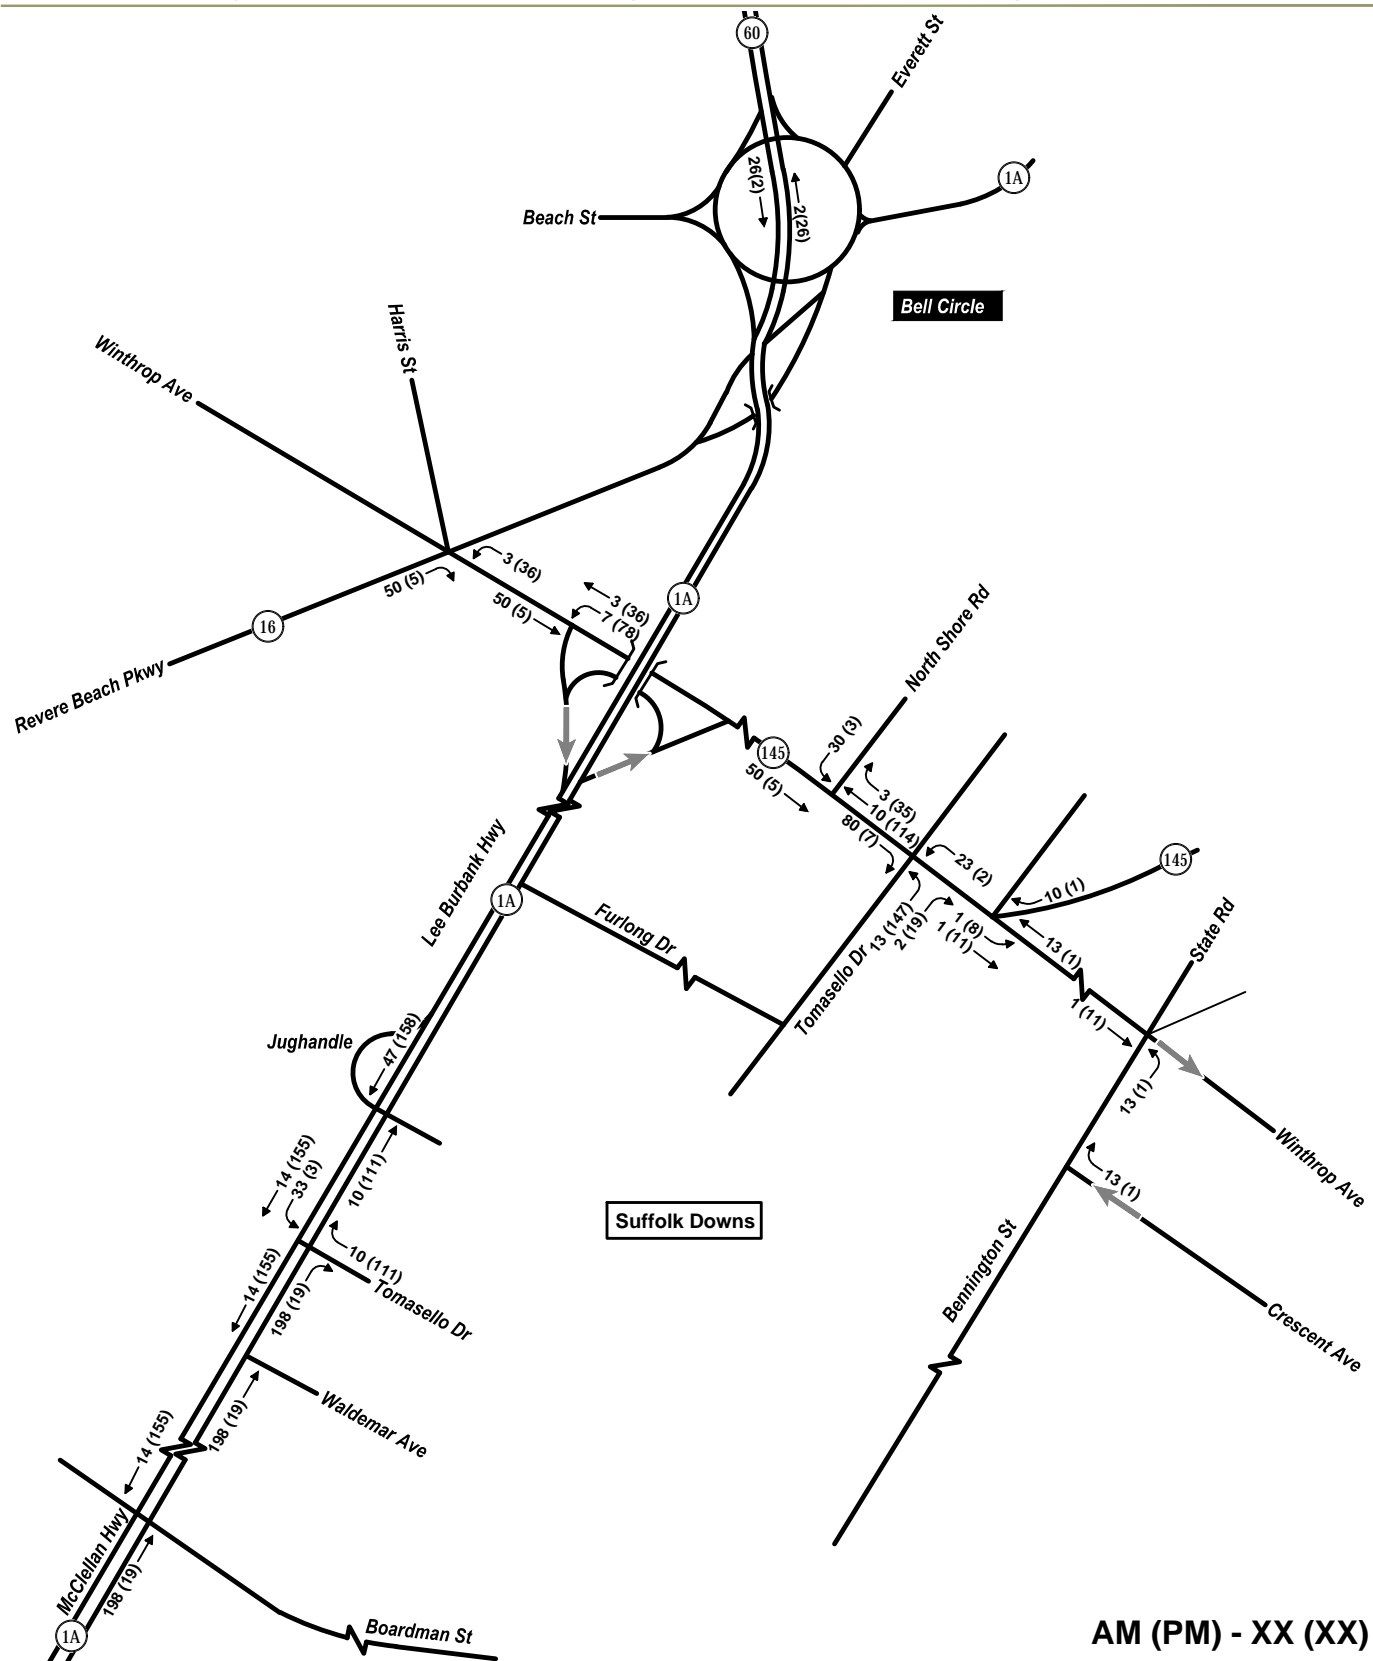 60
Everett St
1A
26(2)
2(26)
Beach St
Bell Circle
Harris St
Winthrop Ave
3 (36)
50 (5)
50 (5)
3 (36)
7 (78)
1A
16
Revere Beach Pkwy
North Shore Rd
145
30 (3)
50 (5)
3 (35)
10 (114)
80 (7)
23 (2)
145
10 (1)
Lee Burbank Hwy
1A
Furlong Dr
13 (147)
2 (19)
1 (8)
1 (11)
13 (1)
State Rd
Tomasello Dr
1 (11)
Jughandle
47 (158)
13 (1)
Winthrop Ave
14 (155)
33 (3)
10 (111)
13 (1)
Suffolk Downs
10 (111)
14 (155)
198 (19)
Tomasello Dr
Bennington St
Crescent Ave
Waldemar Ave
198 (19)
14 (155)
McClellan Hwy
198 (19)
1A
Boardman St
AM (PM) - XX (XX)